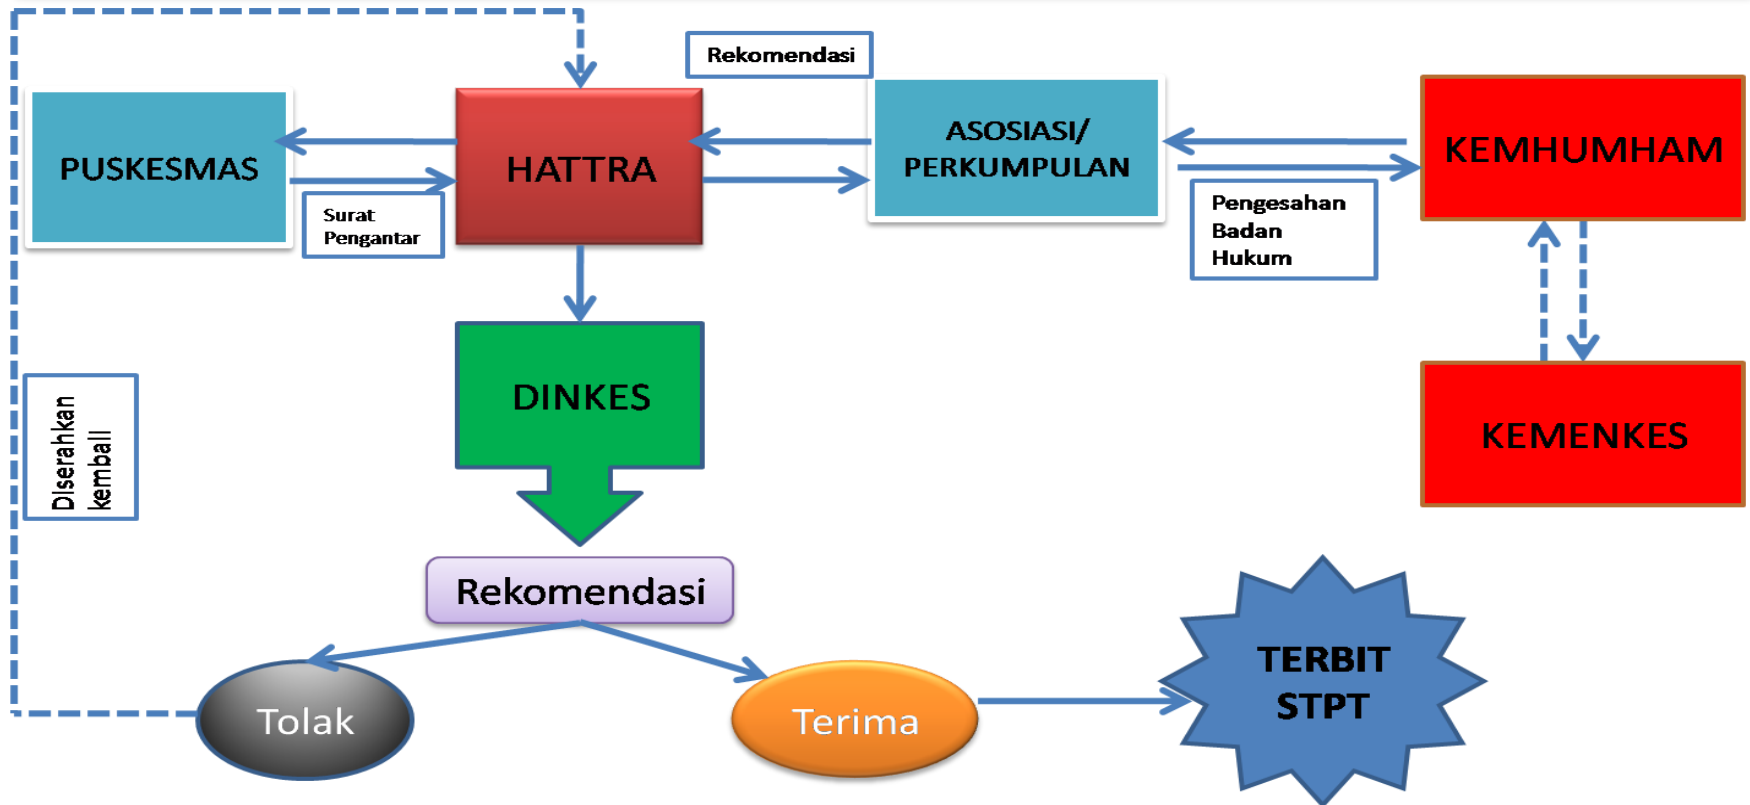 Rekomendasi
PUSKESMAS
HATTRA
ASOSIASI/
PERKUMPULAN
KEMHUMHAM
Surat
Pengantar
Pengesahan
Badan
Hukum
DINKES
KEMENKES
Diserahkan
kembali
Rekomendasi
Tolak
Terima
TERBIT
STPT